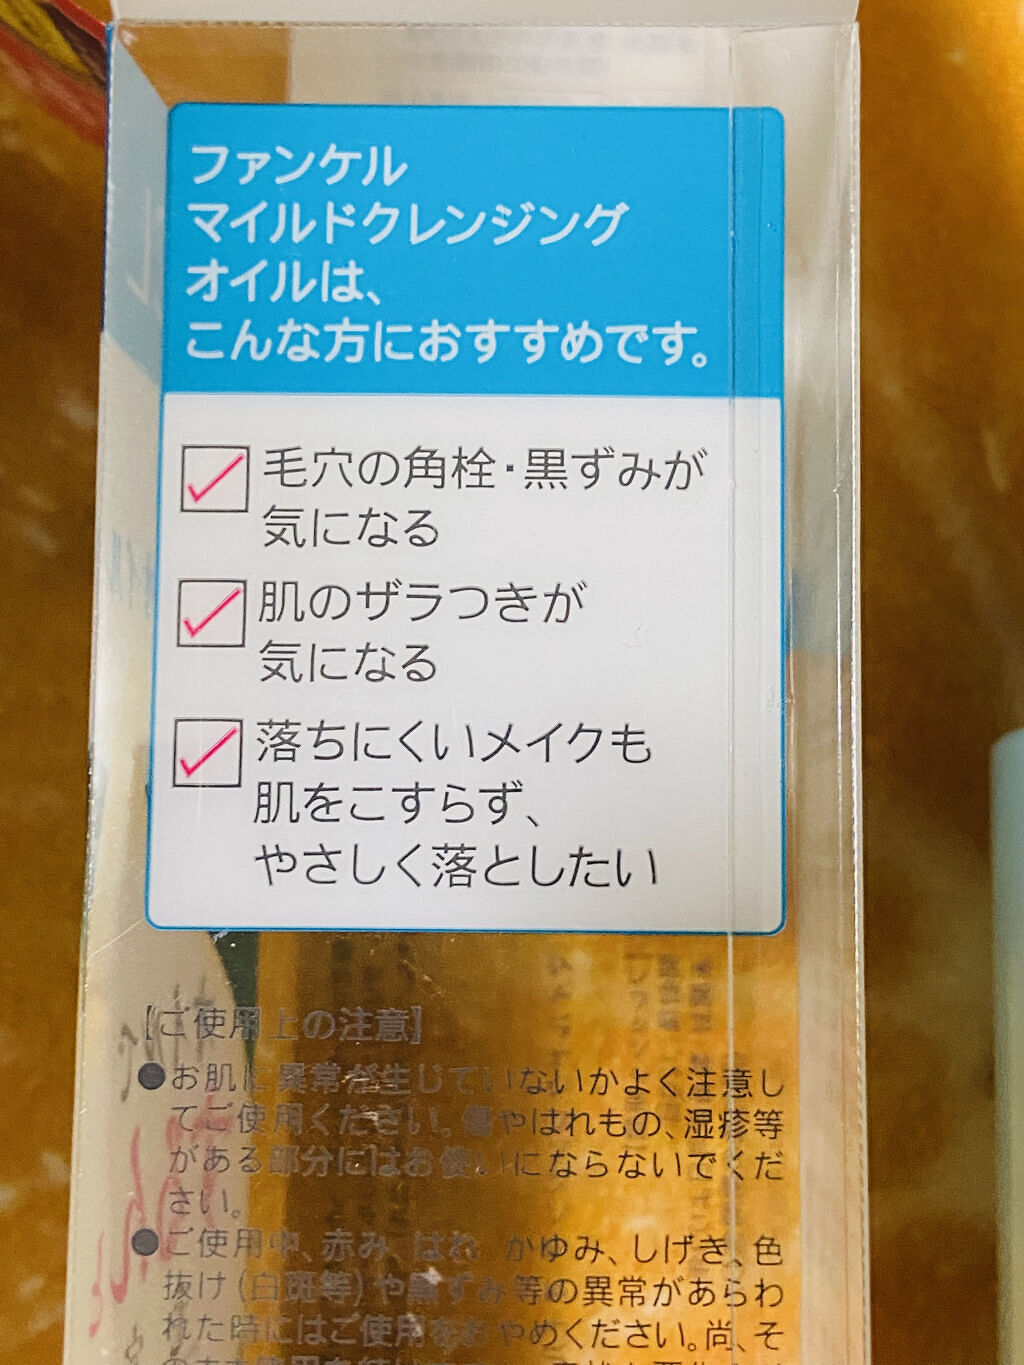 ファンケル
マイルドクレンジング
オイルは、
こんな方におすすめです。
毛穴の角栓・黒ずみが
気になる
肌のザラつきが
気になる
落ちにくいメイクも
肌をこすらず、
やさしく落としたい
【ご使用上の注意】
●お肌に異常が生じていないかよく注意し
てご使用ください。傷やはれもの、湿疹等
がある部分にはお使いにならないでくだ
さい。
●ご使用中、赤み、はれ、かゆみ、しげき、色
抜け(白斑等)や黒ずみ等の異常があらわ
れた時にはご使用をおやめください。尚、そ